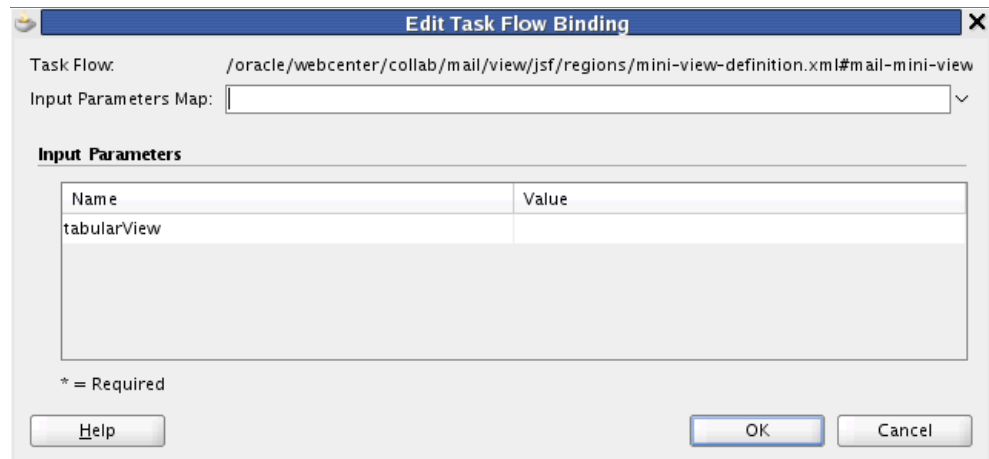 Edit Task Flow Binding
Task Flow: /oracle/webcenter/collab/mail/view/jsf/regions/mini-view-definition.xml#mail-mini-view
Input Parameters Map:
Input Parameters
Name Value
tabularView
* = Required
Help OK Cancel